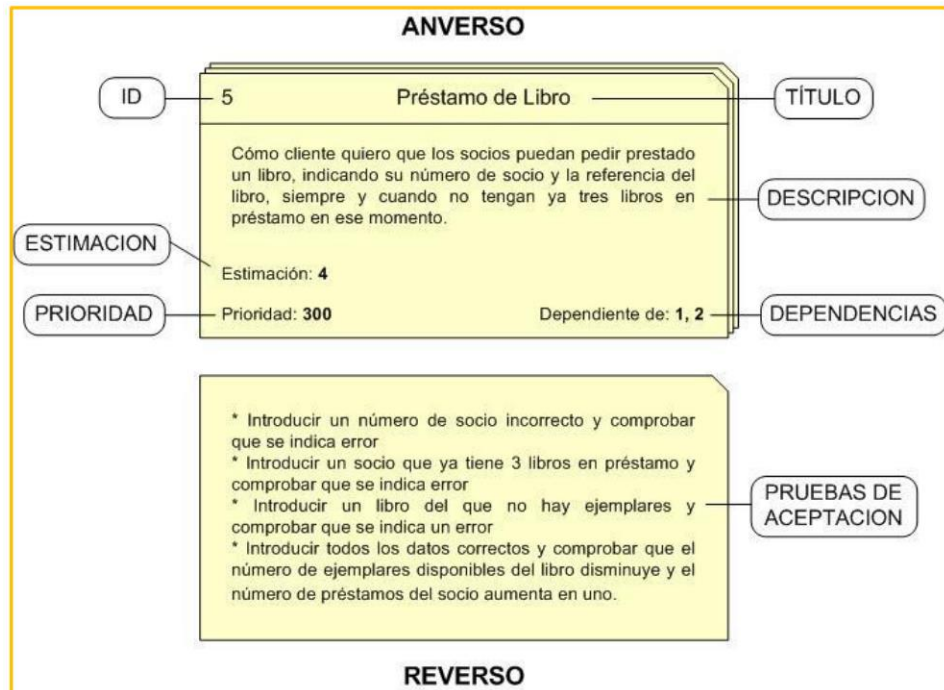 ANVERSO
ID
5
Préstamo de Libro
TÍTULO
Cómo cliente quiero que los socios puedan pedir prestado
un libro, indicando su número de socio y la referencia del
libro, siempre y cuando no tengan ya tres libros en
préstamo en ese momento.
DESCRIPCION
ESTIMACION
Estimación: 4
PRIORIDAD
Prioridad: 300
Dependiente de: 1, 2
DEPENDENCIAS
* Introducir un número de socio incorrecto y comprobar
que se indica error
* Introducir un socio que ya tiene 3 libros en préstamo y
comprobar que se indica error
* Introducir un libro del que no hay ejemplares y
comprobar que se indica un error
* Introducir todos los datos correctos y comprobar que el
número de ejemplares disponibles del libro disminuye y el
número de préstamos del socio aumenta en uno.
PRUEBAS DE
ACEPTACION
REVERSO